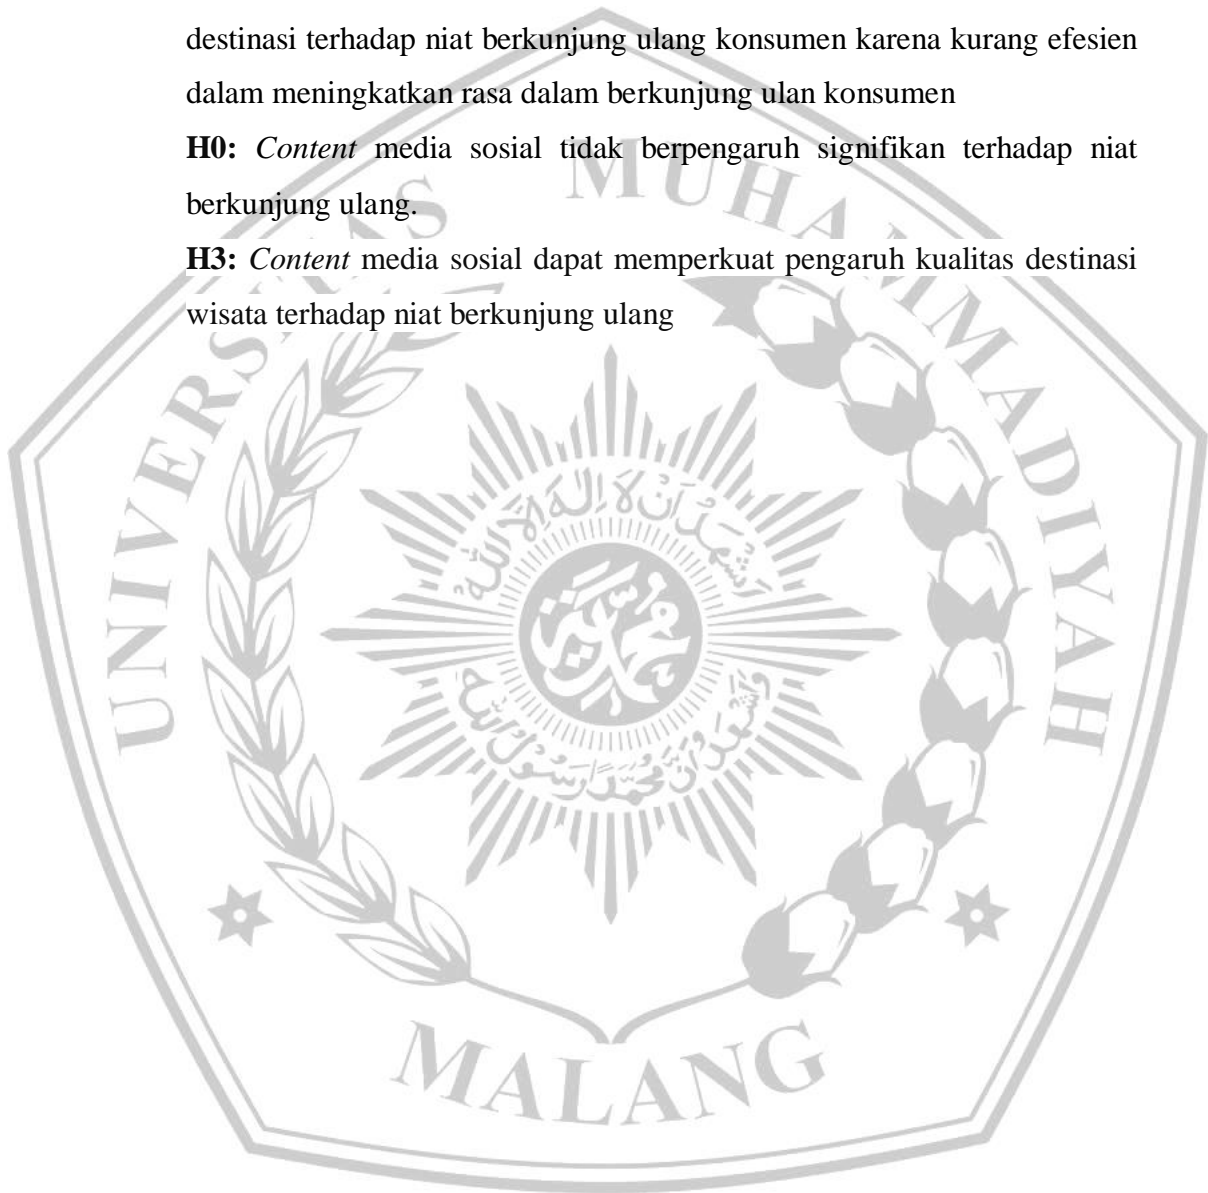 destinasi terhadap niat berkunjung ulang konsumen karena kurang efesien
dalam meningkatkan rasa dalam berkunjung ulan konsumen
H0: Content media sosial tidak berpengaruh signifikan terhadap niat
berkunjung ulang.
H3: Content media sosial dapat memperkuat pengaruh kualitas destinasi
wisata terhadap niat berkunjung ulang
UNIVERSITAS MUHAMMADIYAH
MALANG